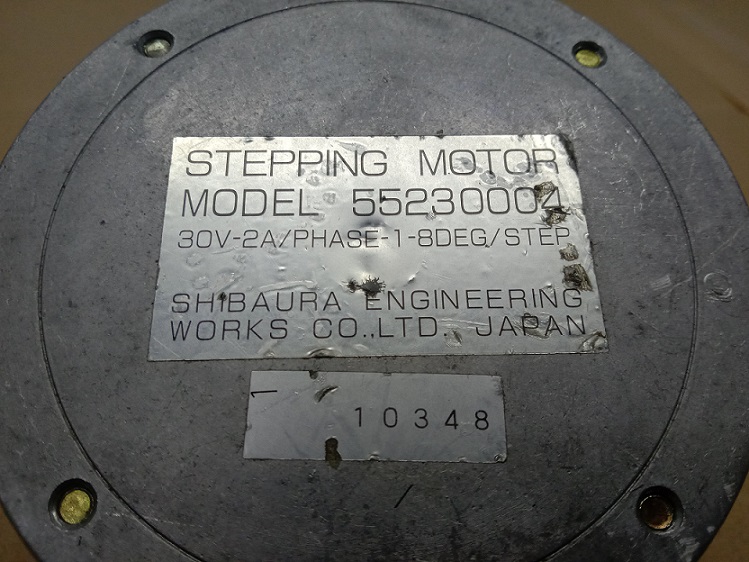 STEPPING MOTOR
MODEL 55230004
30V-2A/PHASE-1-8DEG/STEP
SHIBAURA ENGINEERING
WORKS CO.,LTD. JAPAN
1
10348